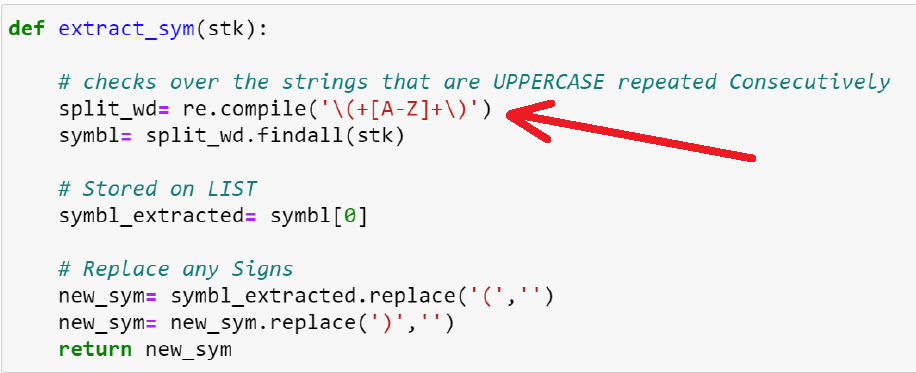 def extract_sym(stk):
# checks over the strings that are UPPERCASE repeated Consecutively
split_wd= re.compile('\(+[A-Z]+\)')
symbl= split_wd.findall(stk)
# Stored on LIST
symbl_extracted= symbl[0]
# Replace any Signs
new_sym= symbl_extracted.replace('(','')
new_sym= new_sym.replace(')','')
return new_sym